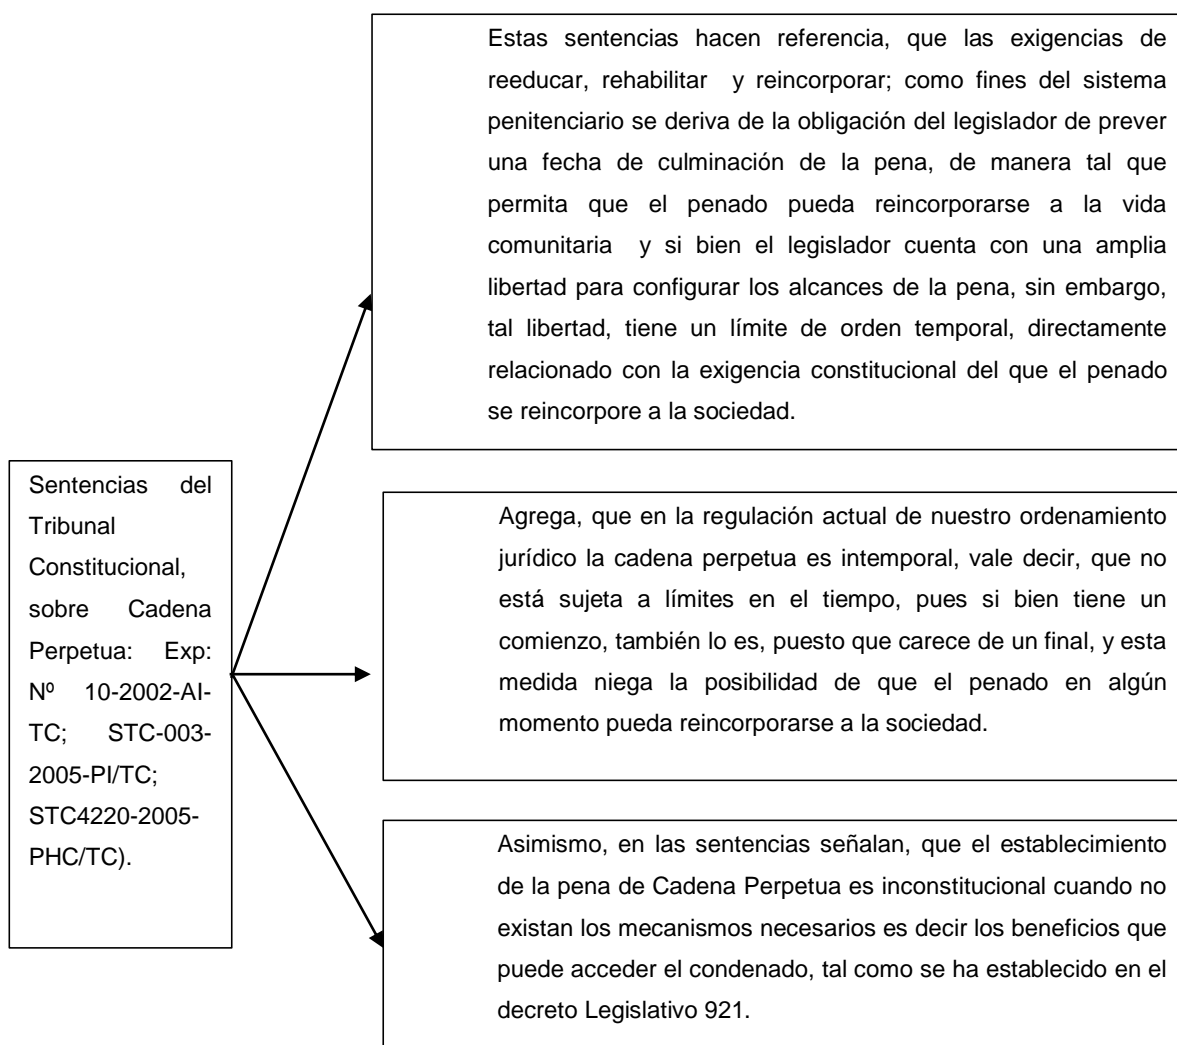 Estas sentencias hacen referencia, que las exigencias de
reeducar, rehabilitar y reincorporar; como fines del sistema
penitenciario se deriva de la obligación del legislador de prever
una fecha de culminación de la pena, de manera tal que
permita que el penado pueda reincorporarse a la vida
comunitaria y si bien el legislador cuenta con una amplia
libertad para configurar los alcances de la pena, sin embargo,
tal libertad, tiene un límite de orden temporal, directamente
relacionado con la exigencia constitucional del que el penado
se reincorpore a la sociedad.
Sentencias del
Tribunal
Constitucional,
sobre Cadena
Perpetua: Exp:
Nº 10-2002-AI-
TC; STC-003-
2005-PI/TC;
STC4220-2005-
PHC/TC).
Agrega, que en la regulación actual de nuestro ordenamiento
jurídico la cadena perpetua es intemporal, vale decir, que no
está sujeta a límites en el tiempo, pues si bien tiene un
comienzo, también lo es, puesto que carece de un final, y esta
medida niega la posibilidad de que el penado en algún
momento pueda reincorporarse a la sociedad.
Asimismo, en las sentencias señalan, que el establecimiento
de la pena de Cadena Perpetua es inconstitucional cuando no
existan los mecanismos necesarios es decir los beneficios que
puede acceder el condenado, tal como se ha establecido en el
decreto Legislativo 921.